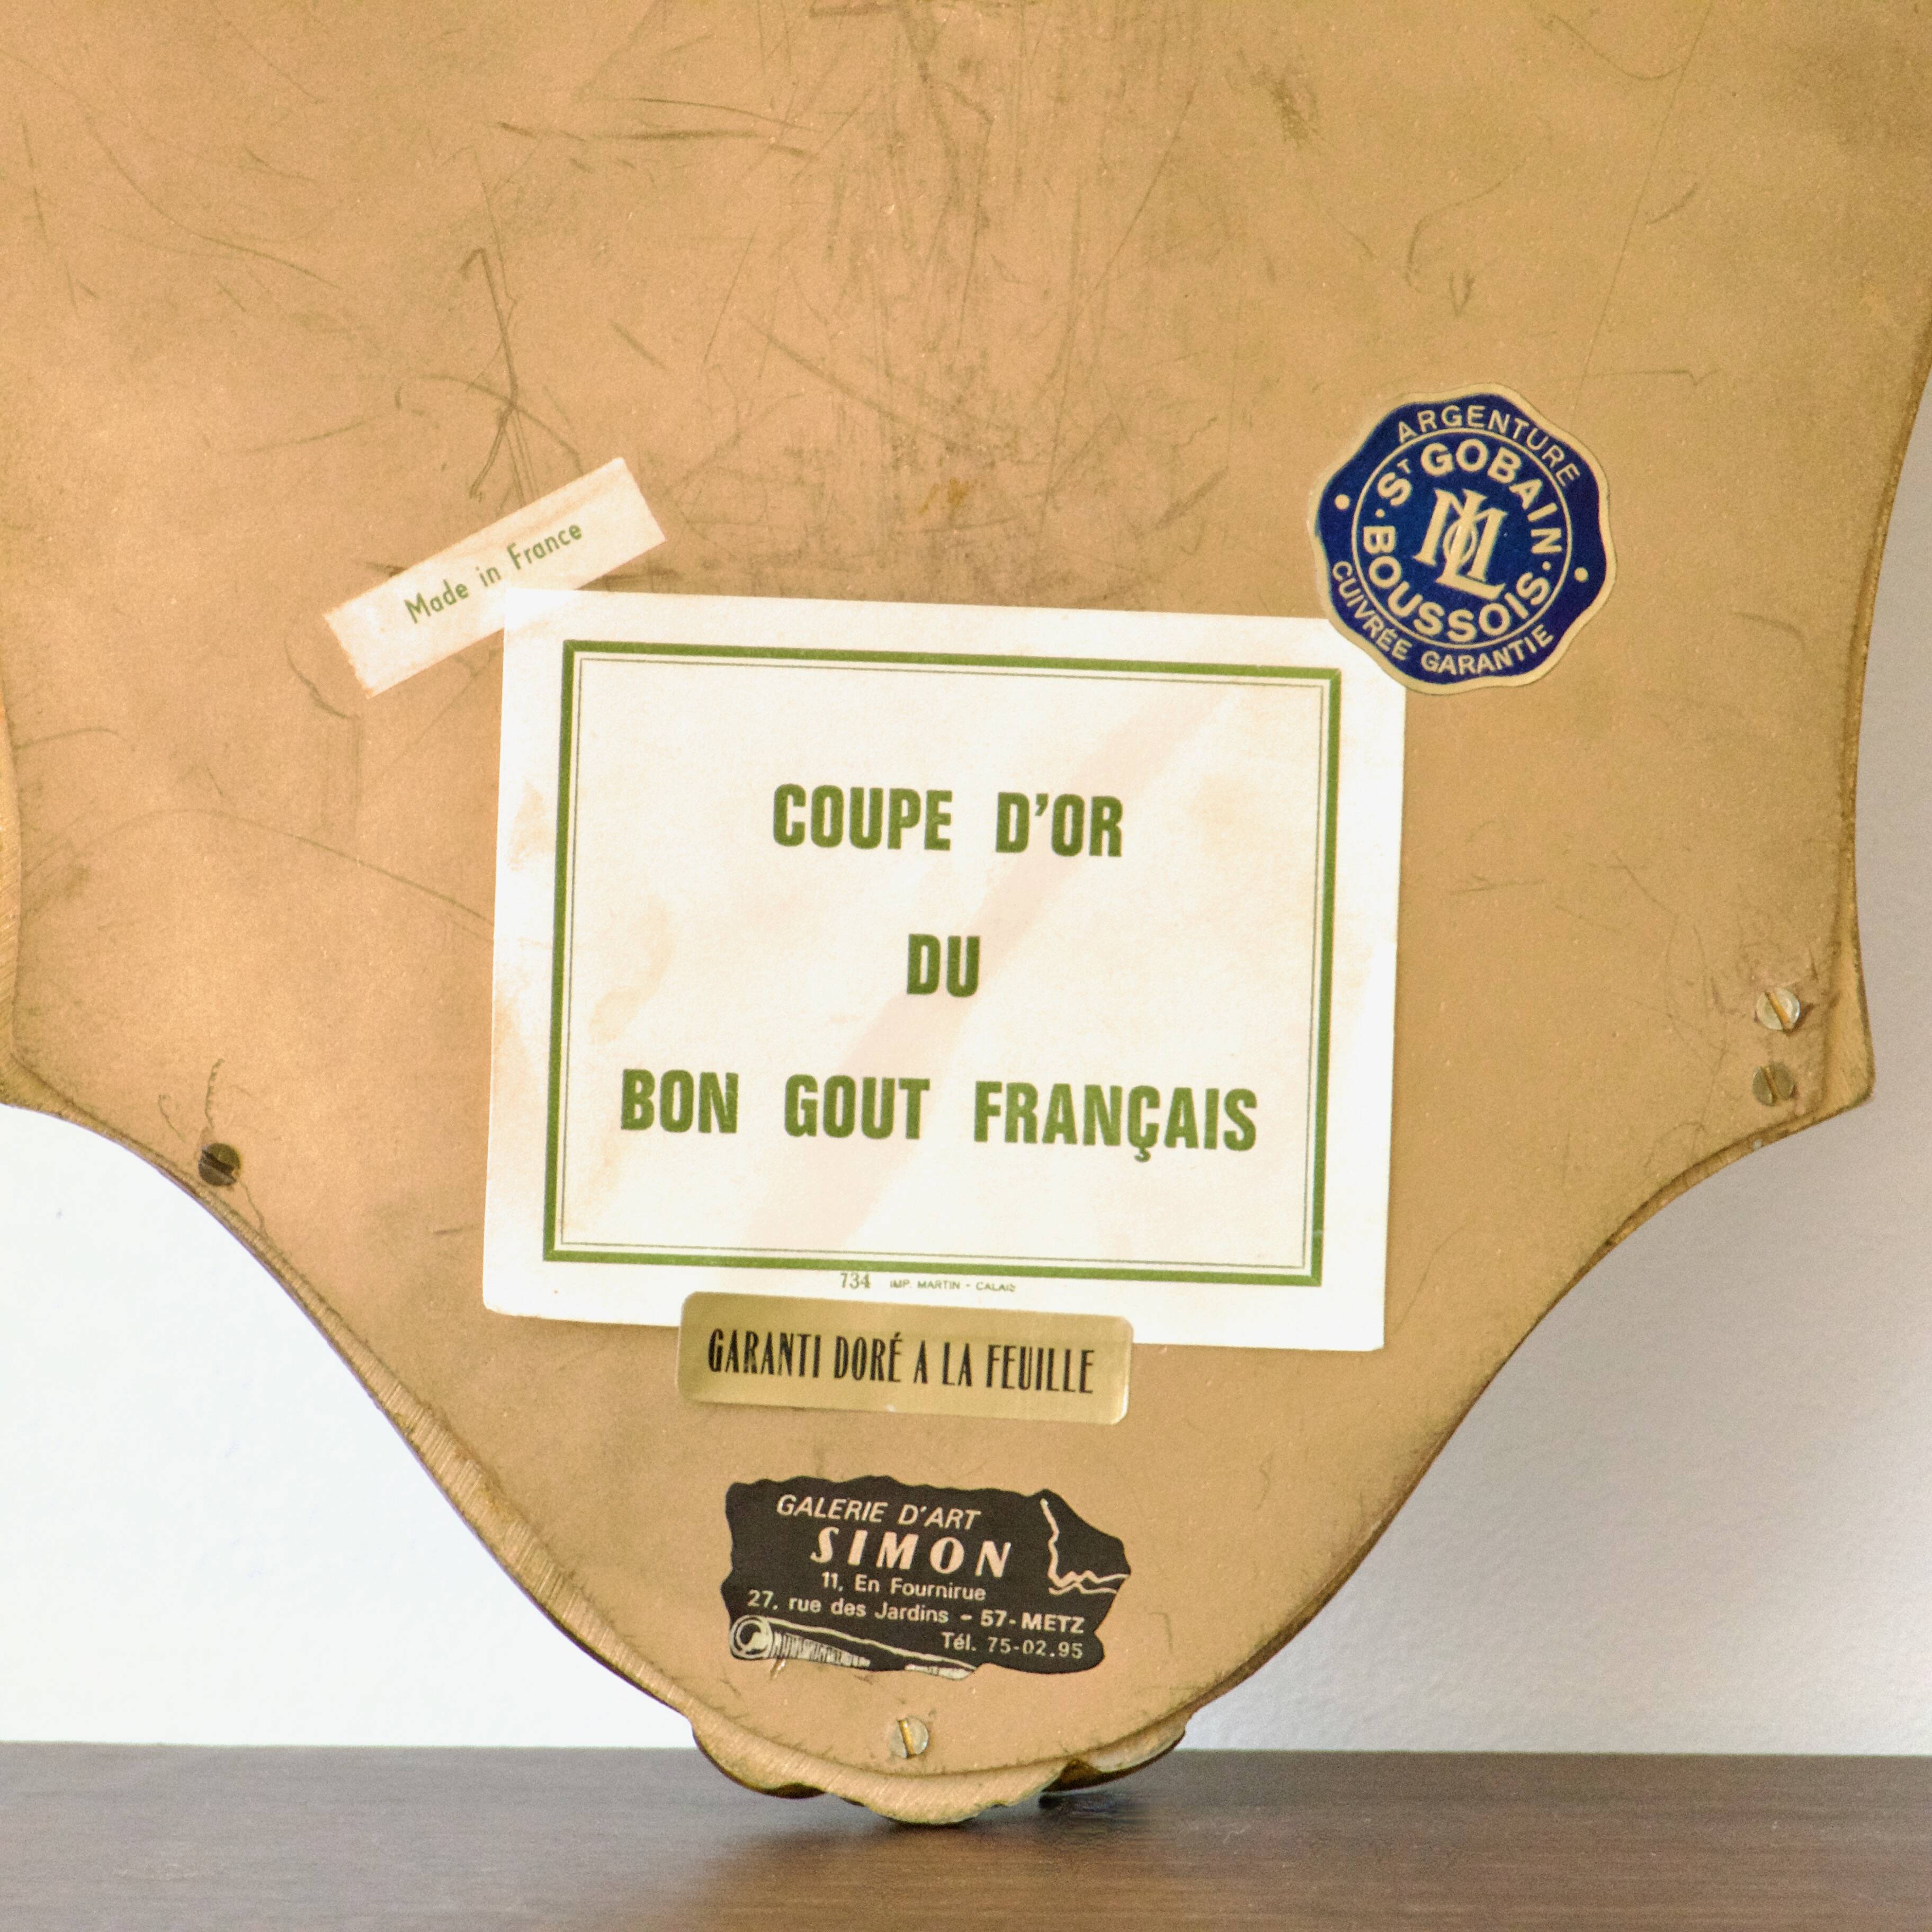 ARGENTURE
ST GOBAIN
BOUSSOIS
CUIVRÉE GARANTIE
Made in France
COUPE D'OR
DU
BON GOUT FRANÇAIS
734 IMP. MARTIN - CALAIS
GARANTI DORÉ A LA FEUILLE
GALERIE D'ART
SIMON
11, En Fournirue
27, rue des Jardins - 57-METZ
Tél. 75-02.95